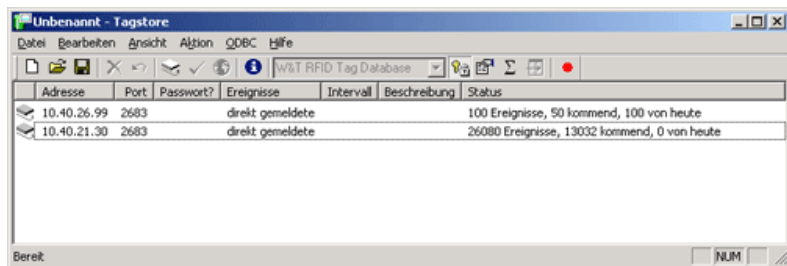 Unbenannt - Tagstore
Datei Bearbeiten Ansicht Aktion ODBC Hilfe
W&T RFID Tag Database
Adresse Port Passwort? Ereignisse Intervall Beschreibung Status
10.40.26.99 2683 direkt gemeldete 100 Ereignisse, 50 kommend, 100 von heute
10.40.21.30 2683 direkt gemeldete 26080 Ereignisse, 13032 kommend, 0 von heute
Bereit NUM